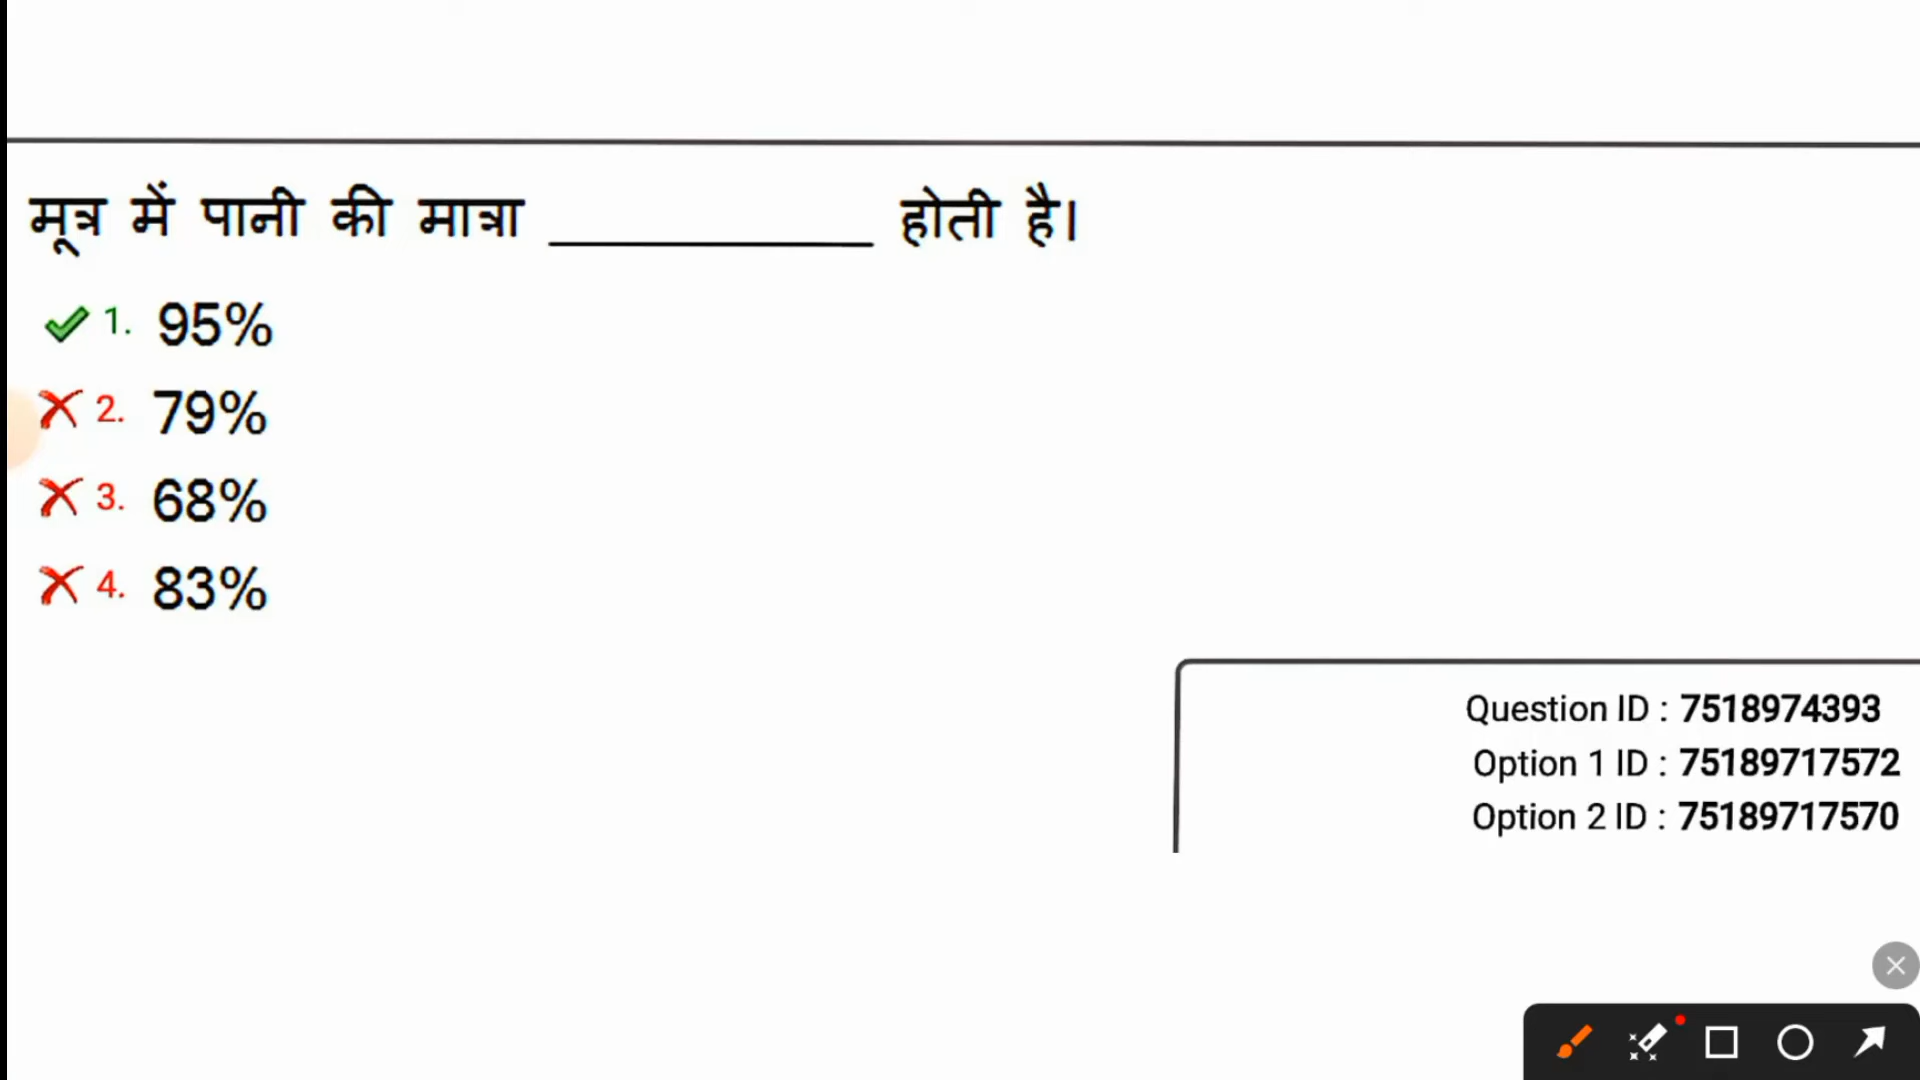 मूत्र में पानी की मात्रा __________ होती है।
1. 95%
2. 79%
3. 68%
4. 83%
Question ID : 7518974393
Option 1 ID : 75189717572
Option 2 ID : 75189717570